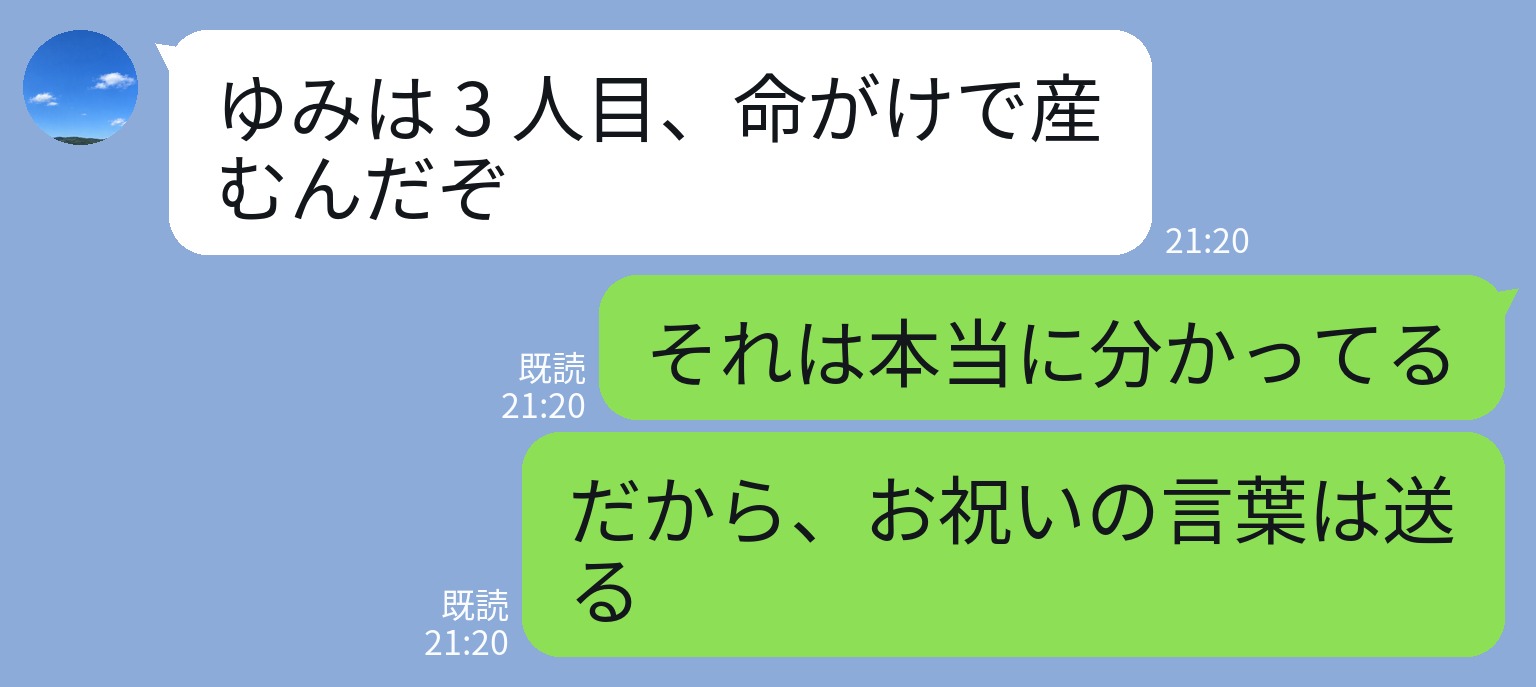 ゆみは3人目、命がけで産
むんだぞ
21:20
それは本当に分かってる
既読
21:20
だから、お祝いの言葉は送
る
既読
21:20